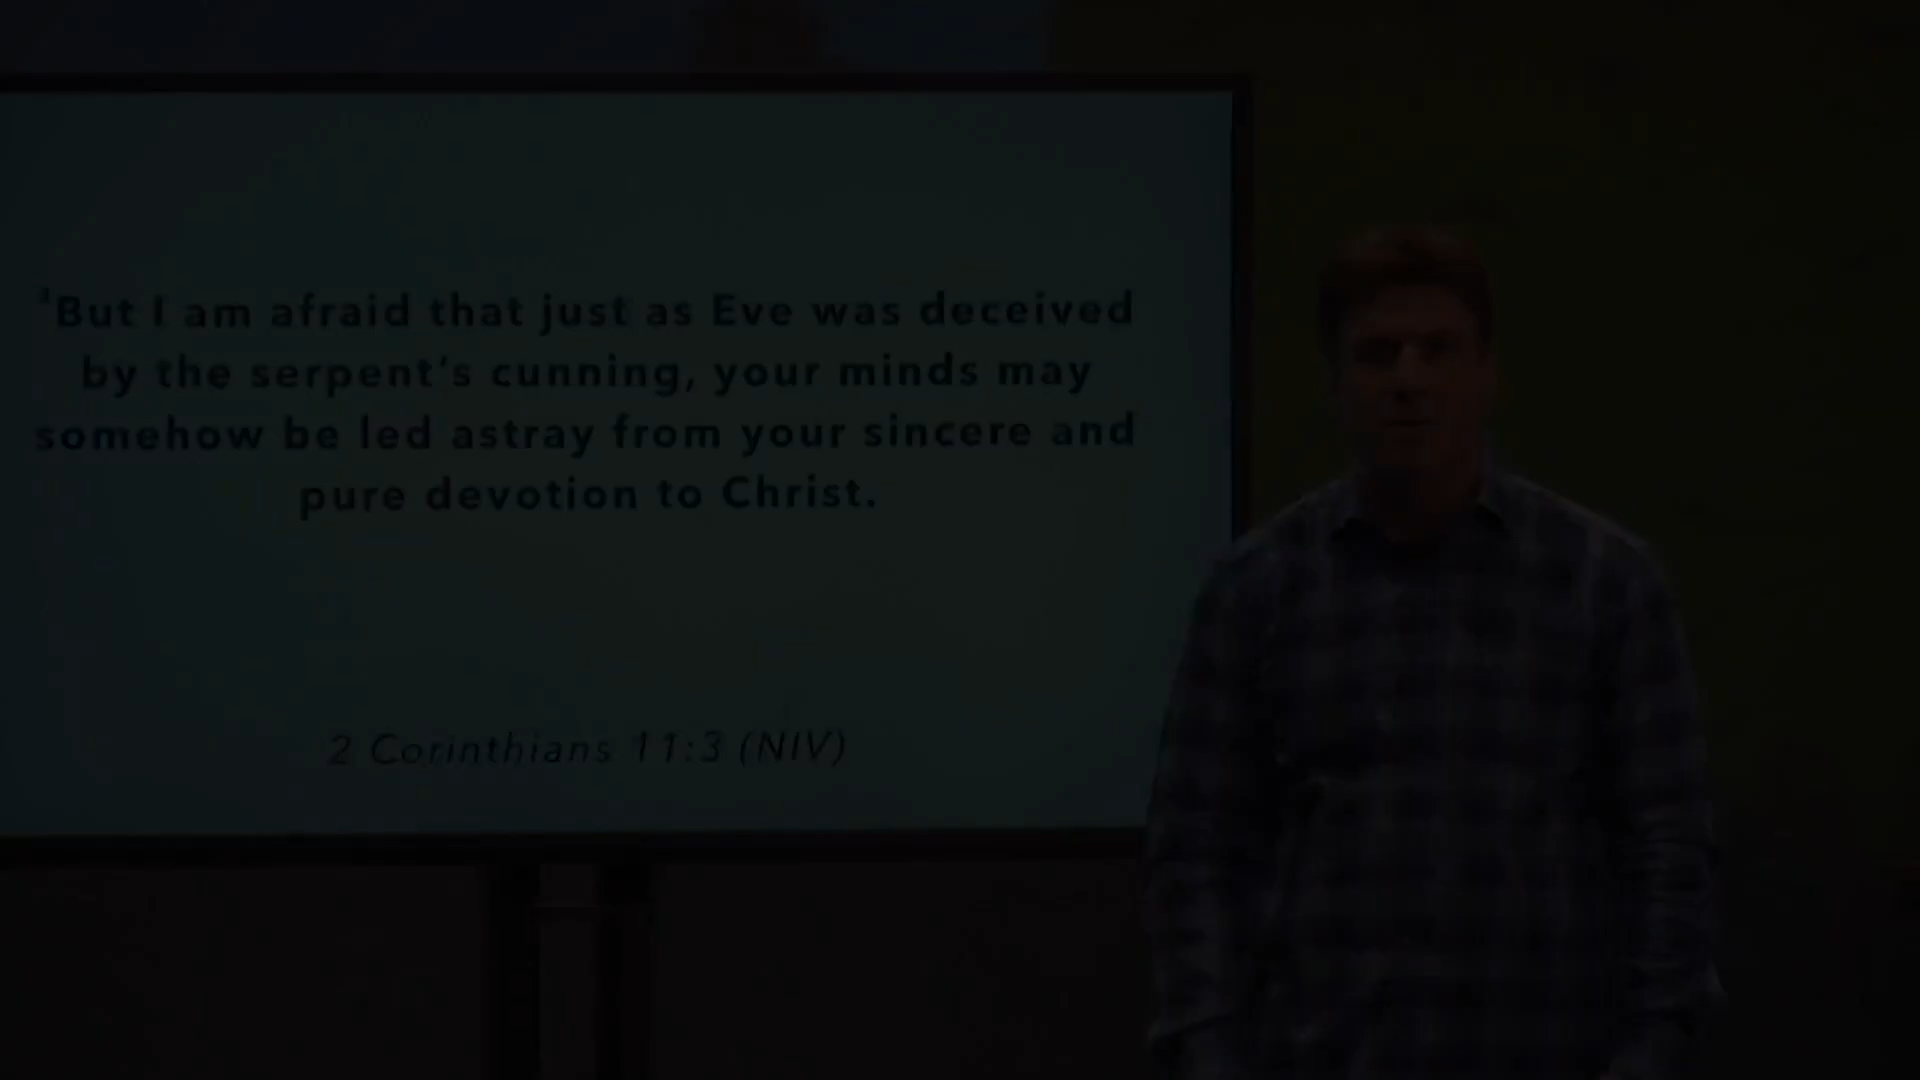 ³But I am afraid that just as Eve was deceived
by the serpent's cunning, your minds may
somehow be led astray from your sincere and
pure devotion to Christ.
2 Corinthians 11:3 (NIV)